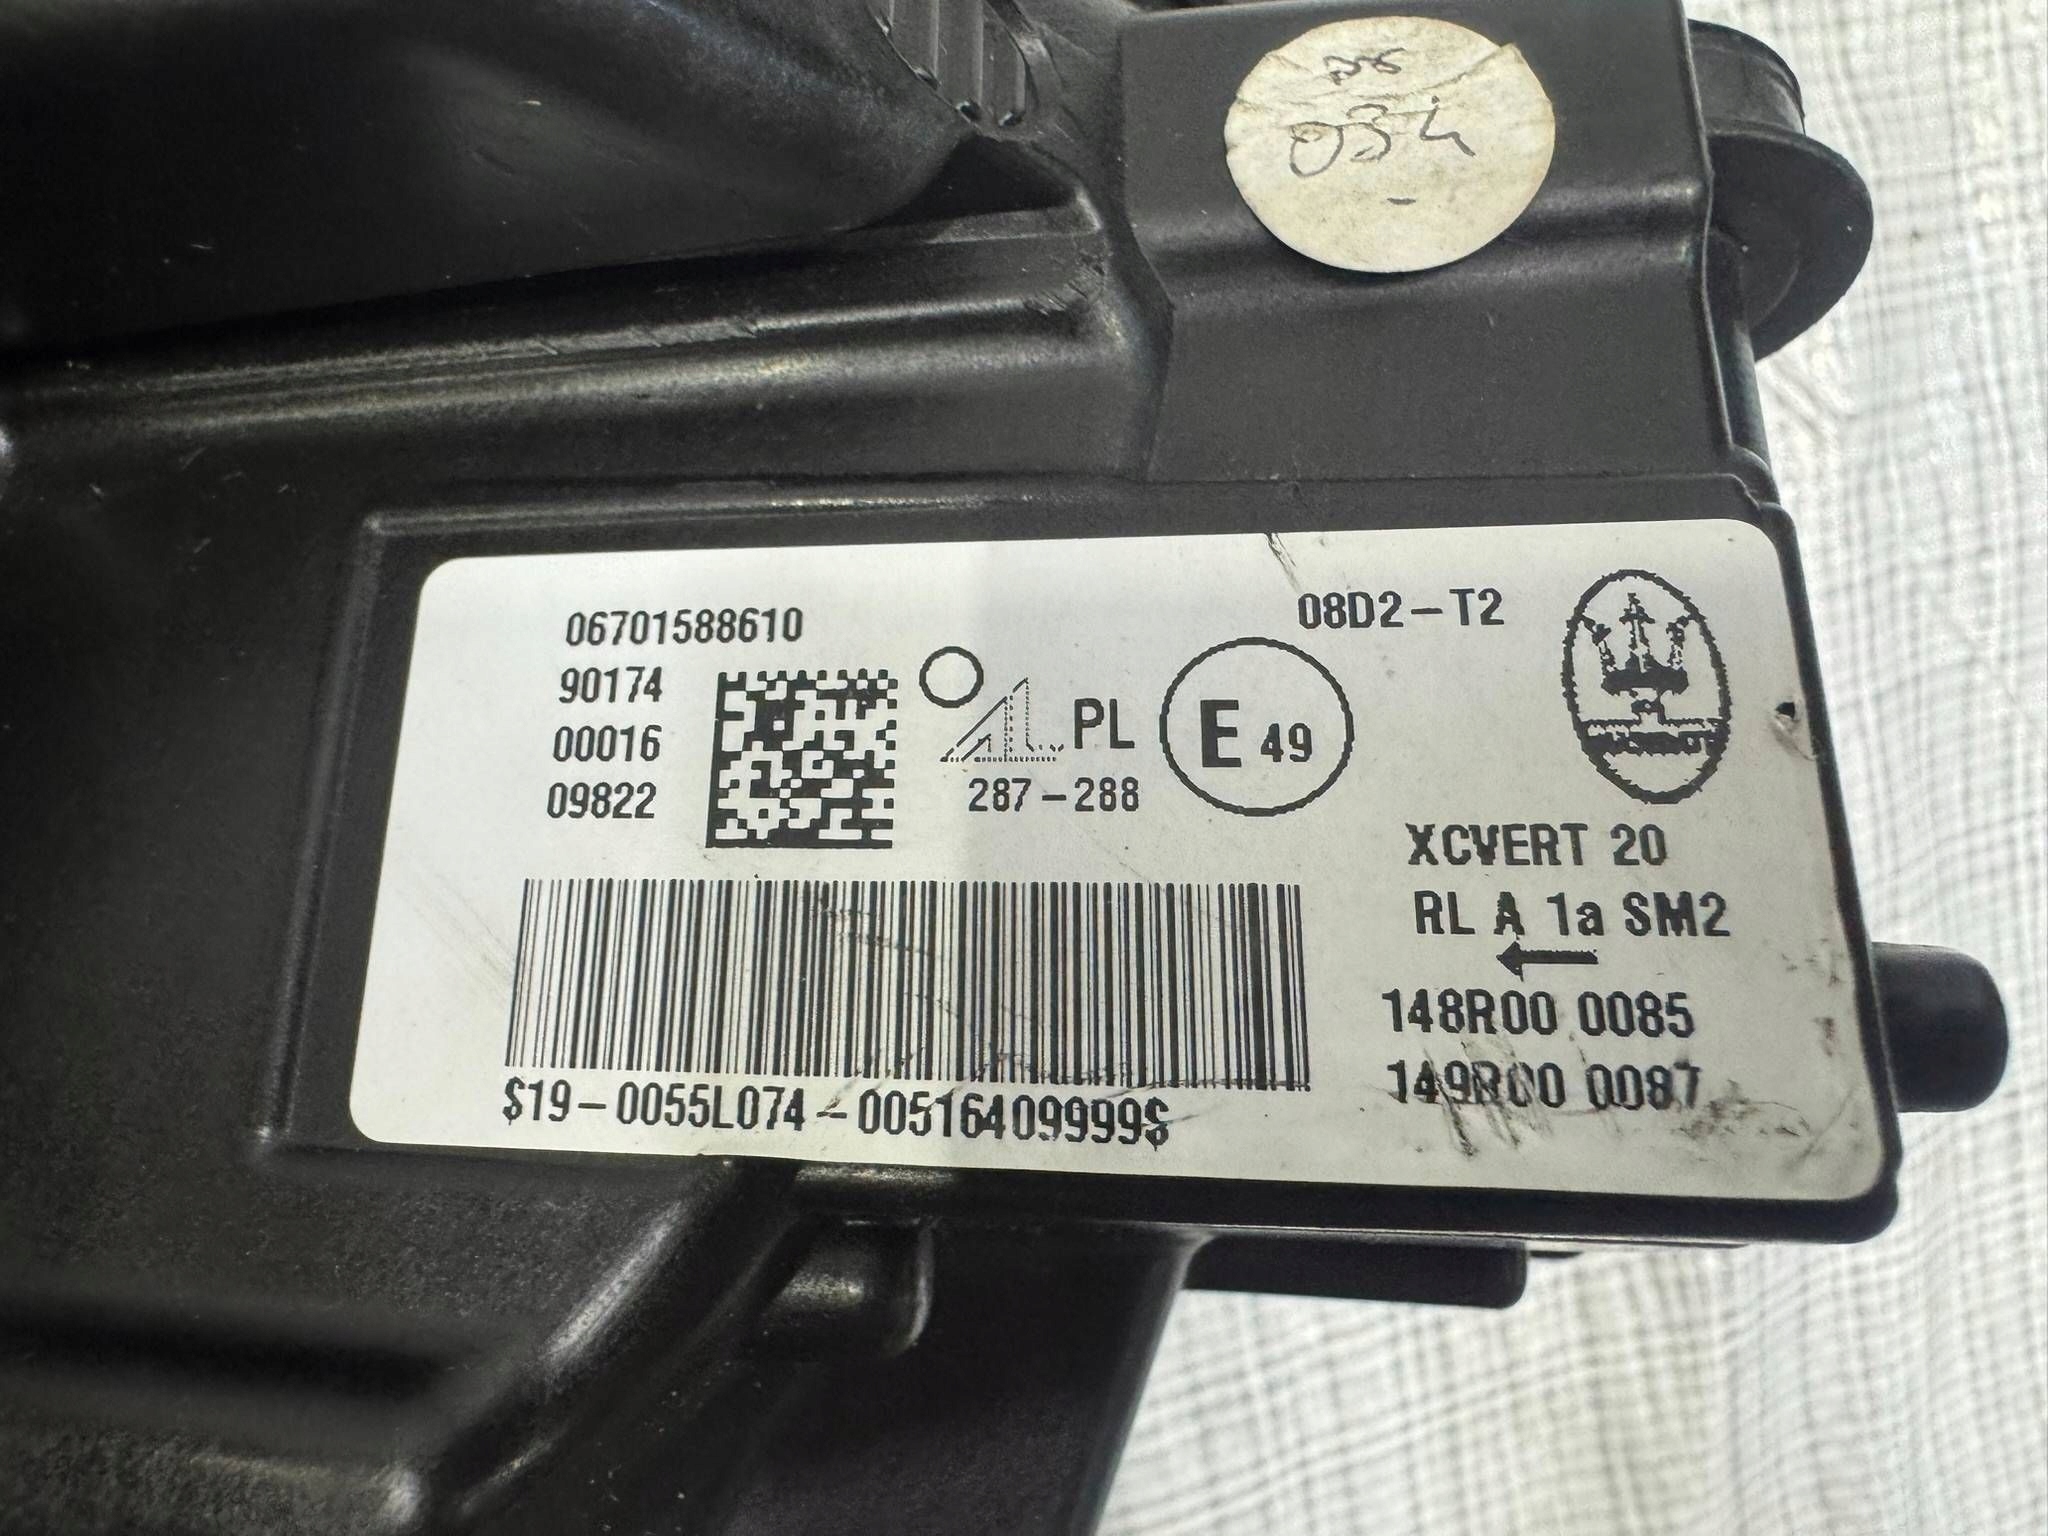 034
06701588610
90174
00016
09822
PL
287-288
E 49
08D2-T2
XCVERT 20
RL A 1a SM2
148R00 0085
149R00 0087
$19-0055L074-00516409999$